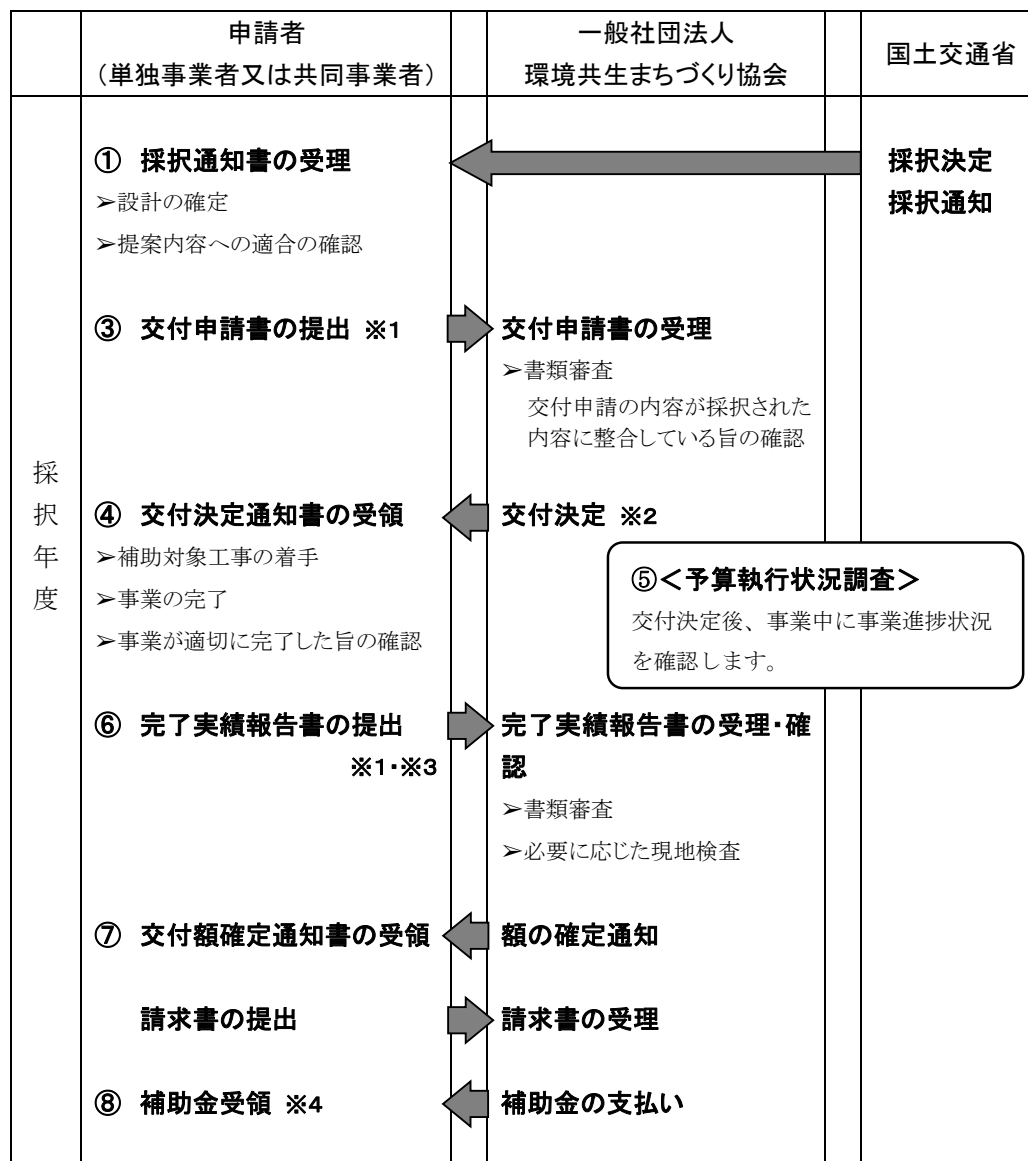 申請者
（単独事業者又は共同事業者）
一般社団法人
環境共生まちづくり協会
国土交通省
採択年度
① 採択通知書の受理
採択決定
採択通知
➢設計の確定
➢提案内容への適合の確認
③ 交付申請書の提出 ※1
交付申請書の受理
➢書類審査
交付申請の内容が採択された
内容に整合している旨の確認
④ 交付決定通知書の受領
交付決定 ※2
➢補助対象工事の着手
➢事業の完了
➢事業が適切に完了した旨の確認
⑤＜予算執行状況調査＞
交付決定後、事業中に事業進捗状況
を確認します。
⑥ 完了実績報告書の提出
※1・※3
完了実績報告書の受理・確
認
➢書類審査
➢必要に応じた現地検査
⑦ 交付額確定通知書の受領
額の確定通知
請求書の提出
請求書の受理
⑧ 補助金受領 ※4
補助金の支払い